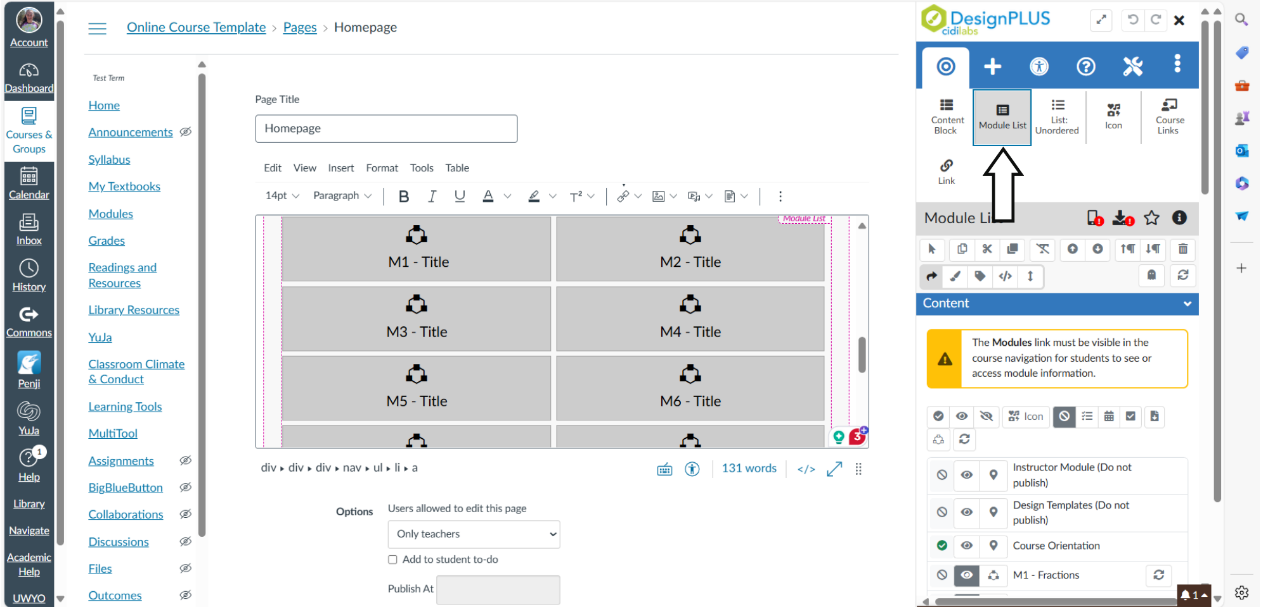 Account
Dashboard
Courses &
Groups
Calendar
Inbox
History
Commons
Penji
YuJa
1
Help
Library
Navigate
Academic
Help
UWYO
Online Course Template > Pages > Homepage
Test Term
Home
Announcements
Syllabus
My Textbooks
Modules
Grades
Readings and
Resources
Library Resources
YuJa
Classroom Climate
& Conduct
Learning Tools
MultiTool
Assignments
BigBlueButton
Collaborations
Discussions
Files
Outcomes
Page Title
Homepage
Edit View Insert Format Tools Table
14pt Paragraph B I U A T²
Module List
M1 - Title
M2 - Title
M3 - Title
M4 - Title
M5 - Title
M6 - Title
3
div ▸ div ▸ div ▸ nav ▸ ul ▸ li ▸ a
131 words </>
Options
Users allowed to edit this page
Only teachers
Add to student to-do
Publish At
DesignPLUS
cidilabs
Content
Block
Module List
List:
Unordered
Icon
Course
Links
Link
Module Lis
Content
The Modules link must be visible in the
course navigation for students to see or
access module information.
Icon
Instructor Module (Do not
publish)
Design Templates (Do not
publish)
Course Orientation
M1 - Fractions
1